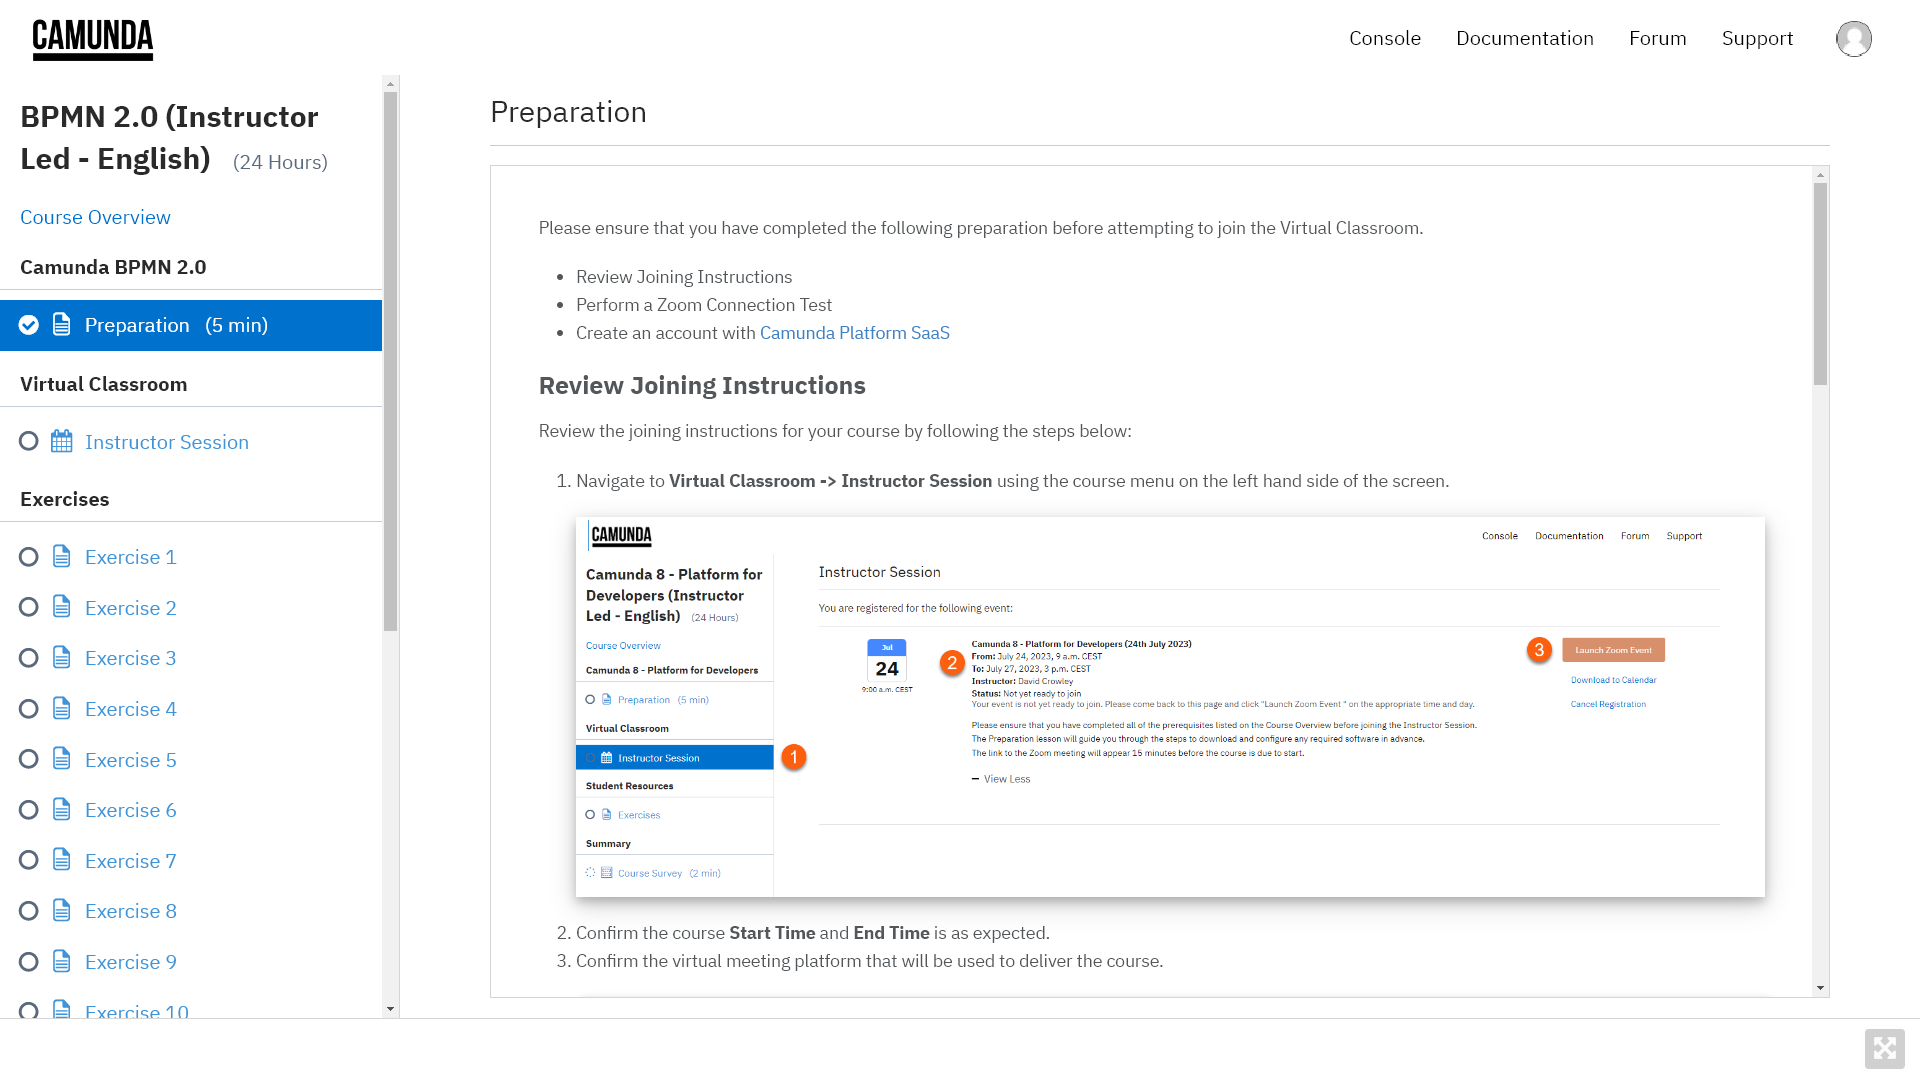 CAMUNDA
Console Documentation Forum Support
BPMN 2.0 (Instructor
Led - English) (24 Hours)
Course Overview
Camunda BPMN 2.0
Preparation (5 min)
Virtual Classroom
Instructor Session
Exercises
Exercise 1
Exercise 2
Exercise 3
Exercise 4
Exercise 5
Exercise 6
Exercise 7
Exercise 8
Exercise 9
Exercise 10
Preparation
Please ensure that you have completed the following preparation before attempting to join the Virtual Classroom.
• Review Joining Instructions
• Perform a Zoom Connection Test
• Create an account with Camunda Platform SaaS
Review Joining Instructions
Review the joining instructions for your course by following the steps below:
1. Navigate to Virtual Classroom -> Instructor Session using the course menu on the left hand side of the screen.
CAMUNDA
Console Documentation Forum Support
Camunda 8 - Platform for
Developers (Instructor
Led - English) (24 Hours)
Course Overview
Camunda 8 - Platform for Developers
Preparation (5 min)
Virtual Classroom
Instructor Session
1
Student Resources
Exercises
Summary
Course Survey (2 min)
Instructor Session
You are registered for the following event:
Jul
24
9:00 a.m. CEST
2
Camunda 8 - Platform for Developers (24th July 2023)
From: July 24, 2023, 9 a.m. CEST
To: July 27, 2023, 3 p.m. CEST
Instructor: David Crowley
Status: Not yet ready to join
Your event is not yet ready to join. Please come back to this page and click "Launch Zoom Event " on the appropriate time and day.
Please ensure that you have completed all of the prerequisites listed on the Course Overview before joining the Instructor Session.
The Preparation lesson will guide you through the steps to download and configure any required software in advance.
The link to the Zoom meeting will appear 15 minutes before the course is due to start.
— View Less
3
Launch Zoom Event
Download to Calendar
Cancel Registration
2. Confirm the course Start Time and End Time is as expected.
3. Confirm the virtual meeting platform that will be used to deliver the course.